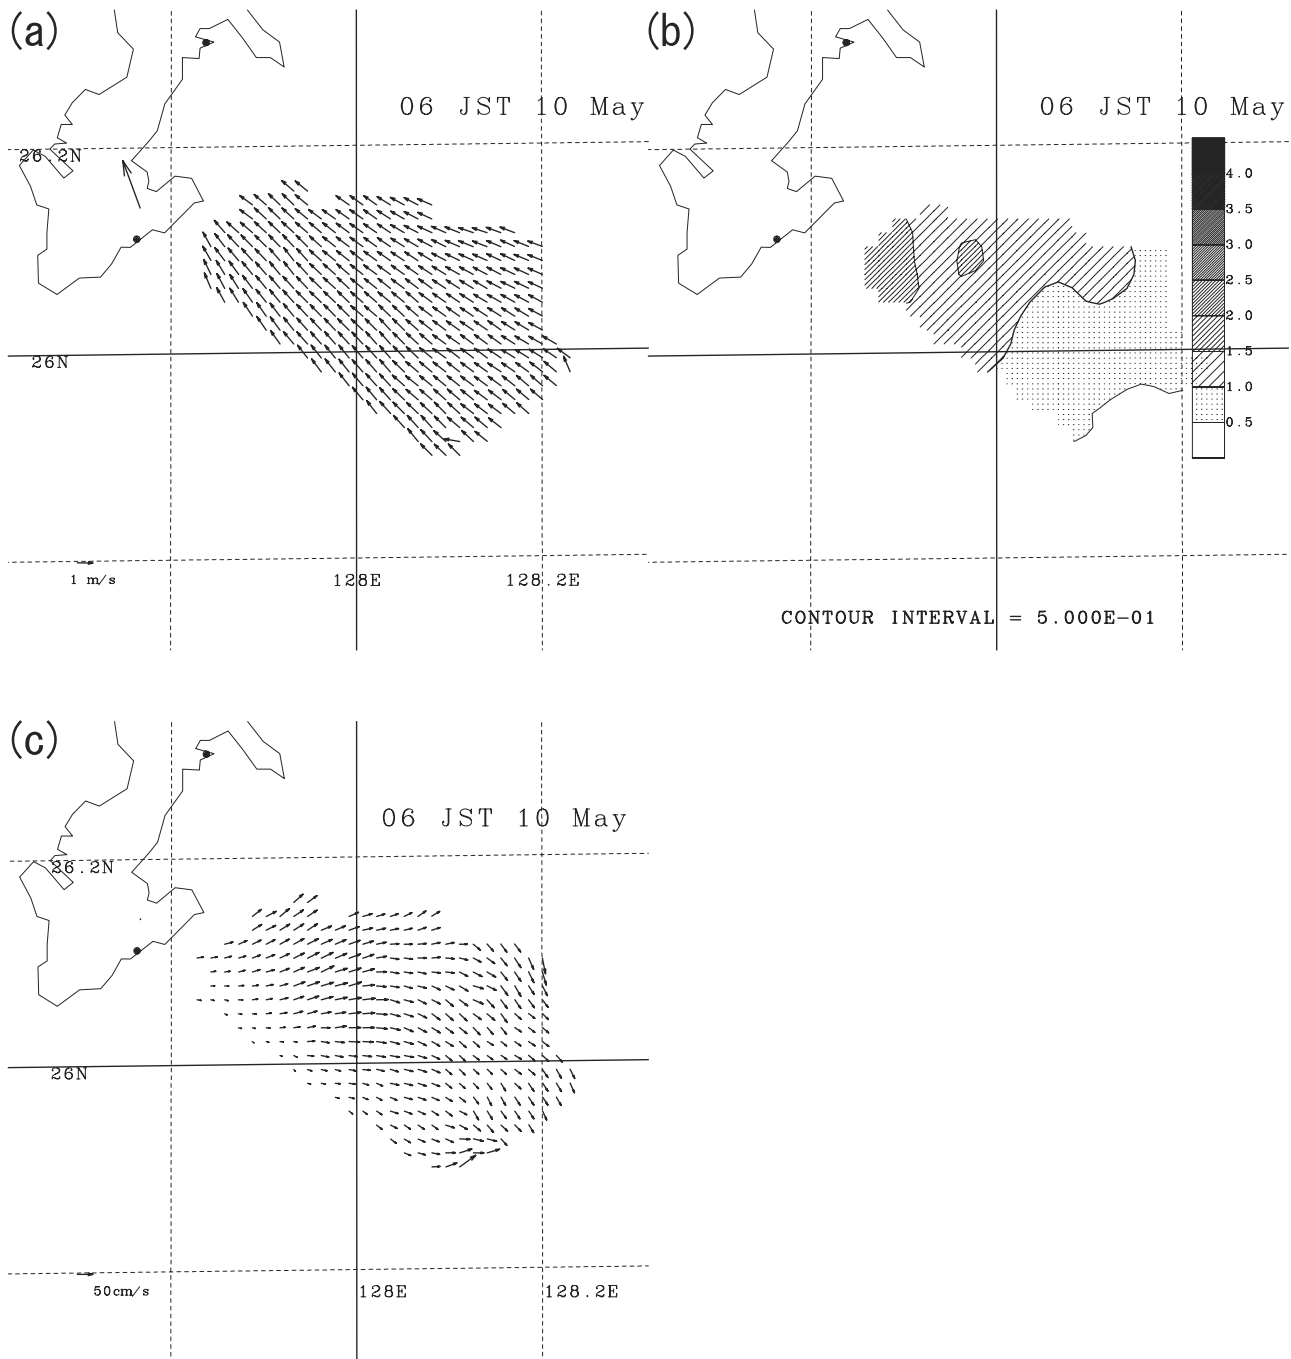 (a)
06 JST 10 May
26.2N
26N
1 m/s
128E
128.2E
(b)
06 JST 10 May
4.0
3.5
3.0
2.5
2.0
1.5
1.0
0.5
CONTOUR INTERVAL = 5.000E-01
(c)
06 JST 10 May
26.2N
26N
50cm/s
128E
128.2E